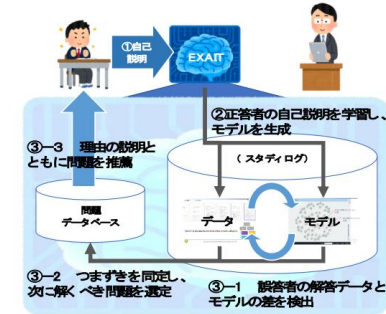 ①自己
説明
EXAIT
②正答者の自己説明を学習し、
モデルを生成
③－3　理由の説明と
ともに問題を推薦
（スタディログ）
問題
データベース
データ
モデル
③－2　つまずきを同定し、
次に解くべき問題を選定
③－1　誤答者の解答データと
モデルの差を検出